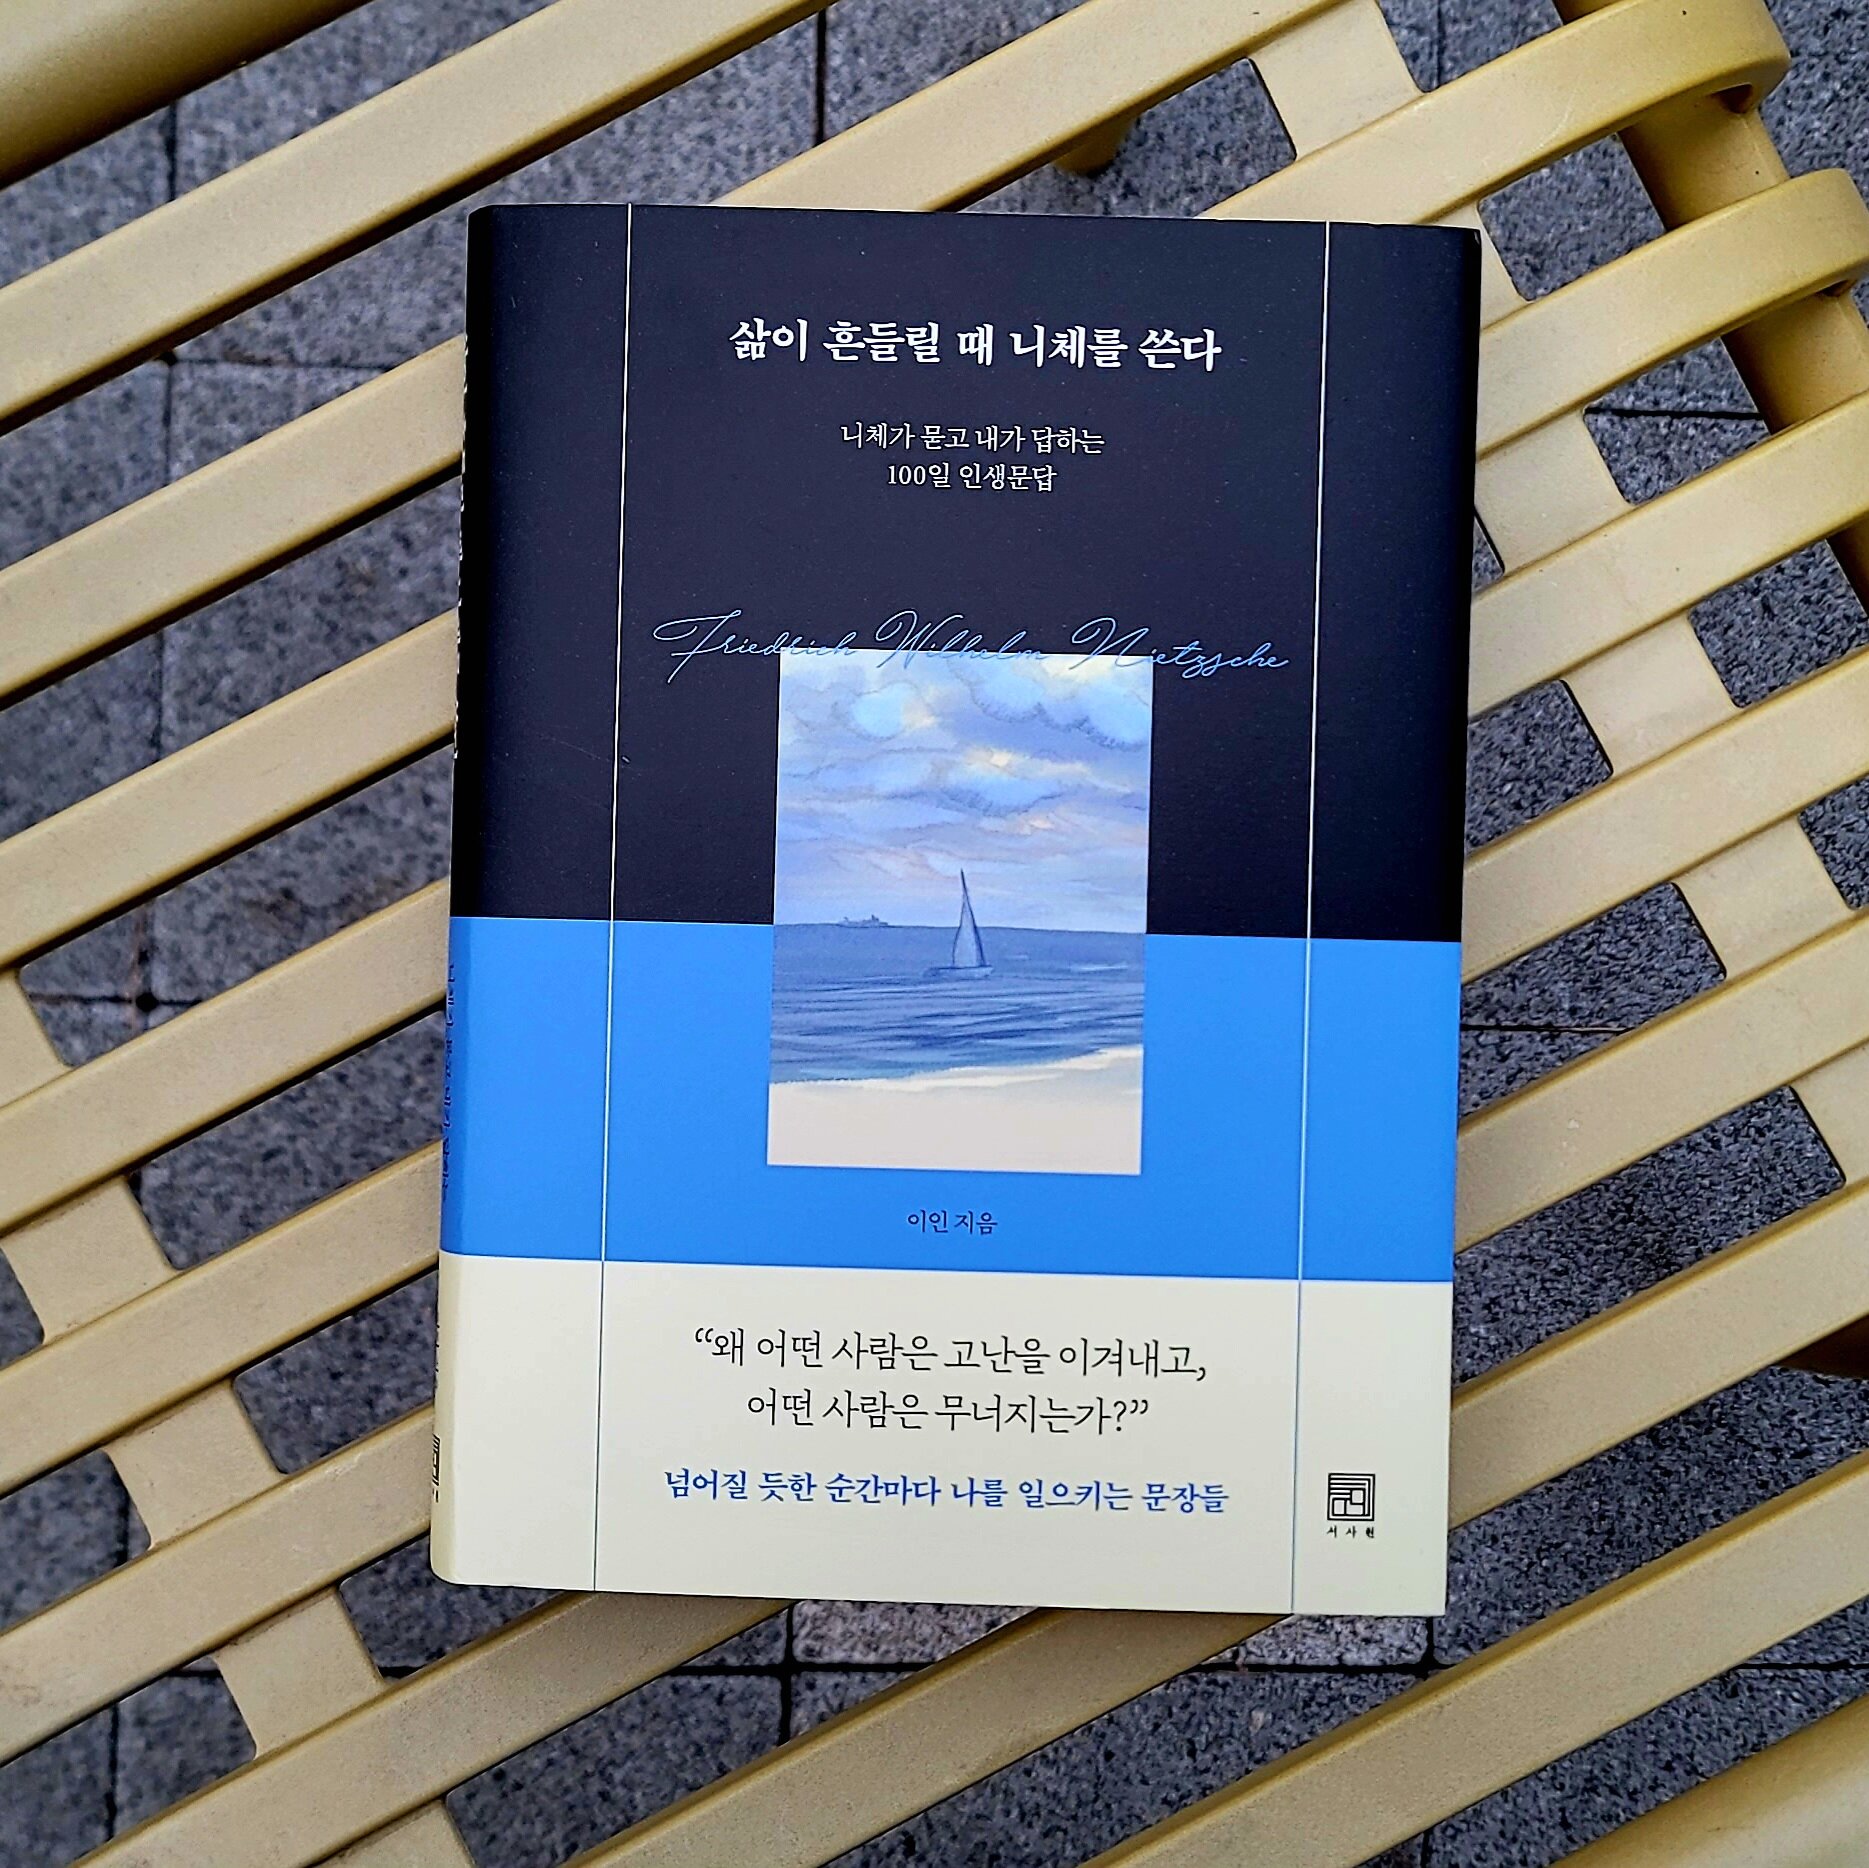 삶이 흔들릴 때 니체를 쓴다
니체가 묻고 내가 답하는
100일 인생문답
Friedrich Wilhelm Nietzsche
이인 지음
“왜 어떤 사람은 고난을 이겨내고,
어떤 사람은 무너지는가?”
넘어질 듯한 순간마다 나를 일으키는 문장들
서사원